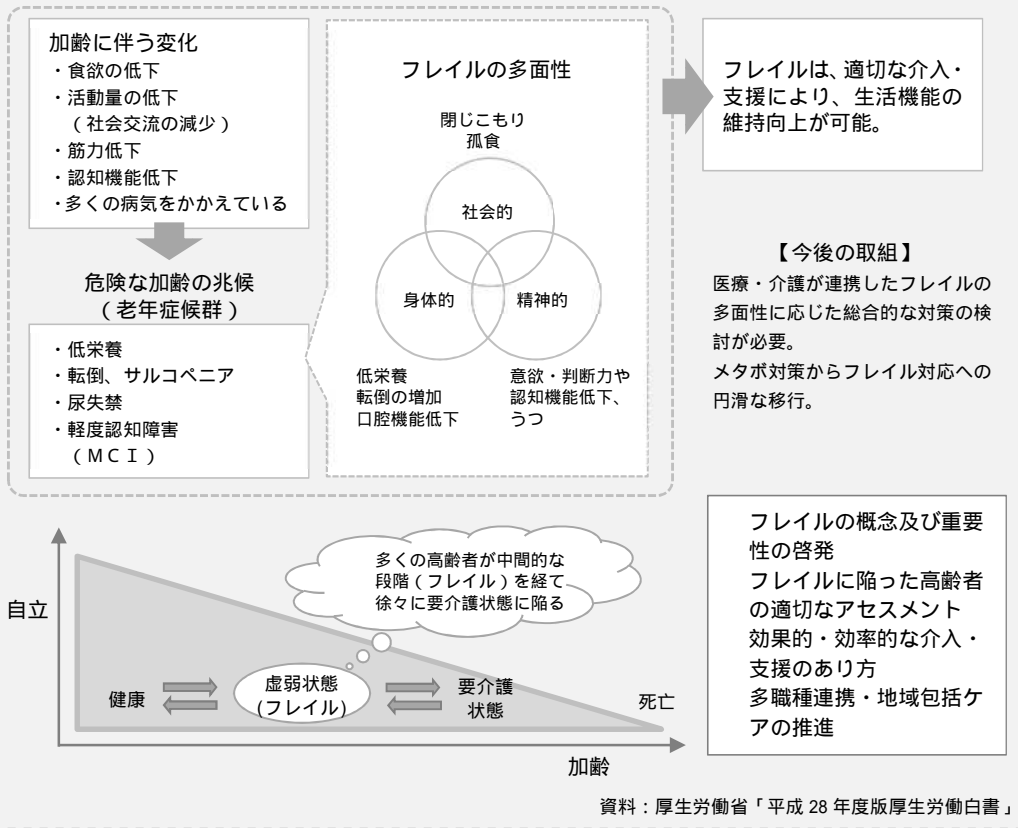 加齢に伴う変化
・食欲の低下
・活動量の低下
（社会交流の減少）
・筋力低下
・認知機能低下
・多くの病気をかかえている
危険な加齢の兆候
（老年症候群）
・低栄養
・転倒、サルコペニア
・尿失禁
・軽度認知障害
（ＭＣＩ）
フレイルの多面性
閉じこもり
孤食
社会的
身体的
精神的
低栄養
転倒の増加
口腔機能低下
意欲・判断力や
認知機能低下、
うつ
フレイルは、適切な介入・
支援により、生活機能の
維持向上が可能。
【今後の取組】
医療・介護が連携したフレイルの
多面性に応じた総合的な対策の検
討が必要。
メタボ対策からフレイル対応への
円滑な移行。
フレイルの概念及び重要
性の啓発
フレイルに陥った高齢者
の適切なアセスメント
効果的・効率的な介入・
支援のあり方
多職種連携・地域包括ケ
アの推進
多くの高齢者が中間的な
段階（フレイル）を経て
徐々に要介護状態に陥る
自立
健康
虚弱状態
(フレイル)
要介護
状態
死亡
加齢
資料：厚生労働省「平成 28 年度版厚生労働白書」